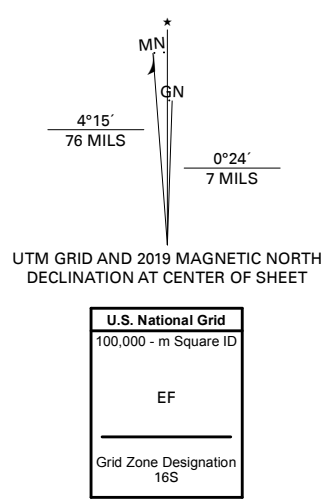 MN
GN
4°15´
76 MILS
0°24´
7 MILS
UTM GRID AND 2019 MAGNETIC NORTH
DECLINATION AT CENTER OF SHEET
U.S. National Grid
100,000 - m Square ID
EF
Grid Zone Designation
16S